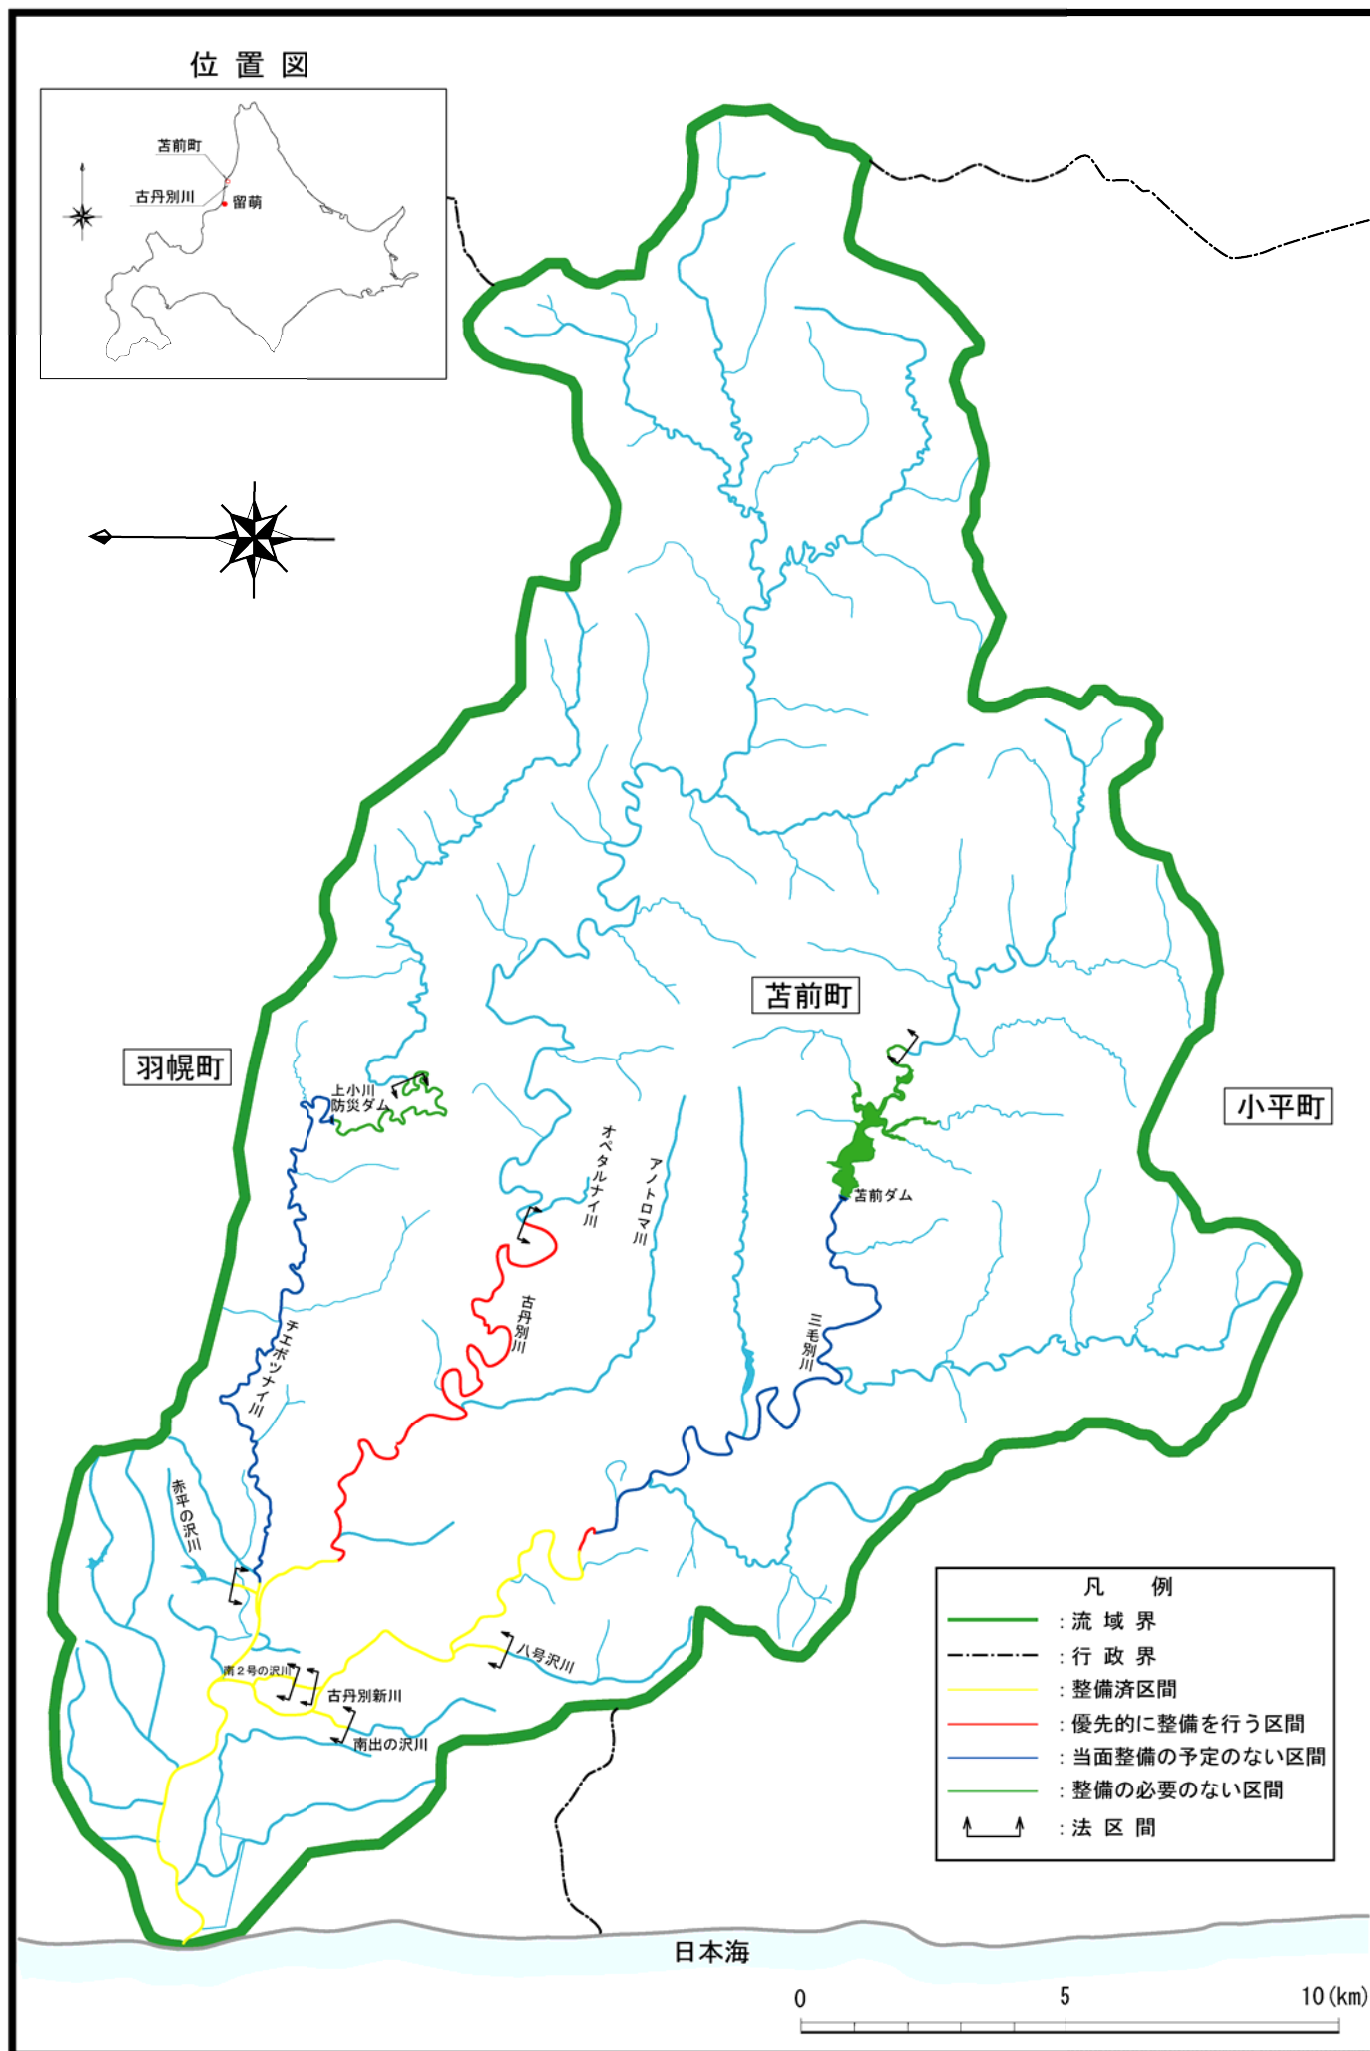 位置図
苫前町
古丹別川
留萌
羽幌町
苫前町
小平町
上小川
防災ダム
オペタルナイ川
アノトロマ川
苫前ダム
古丹別川
三毛別川
チエボツナイ川
赤平の沢川
南2号の沢川
古丹別新川
南出の沢川
八号沢川
凡 例
:流域界
:行政界
:整備済区間
:優先的に整備を行う区間
:当面整備の予定のない区間
:整備の必要のない区間
:法区間
日本海
0 5 10(km)